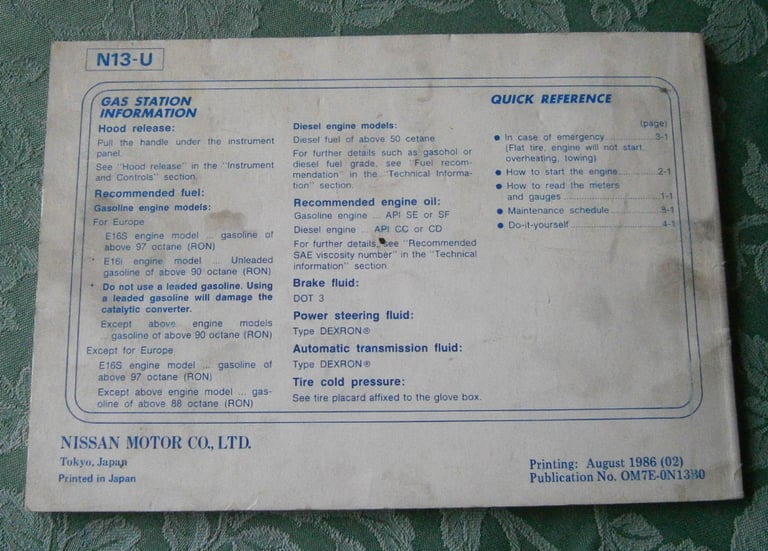 N13-U
GAS STATION
INFORMATION
Hood release:
Pull the handle under the instrument
panel.
See "Hood release" in the "Instrument
and Controls" section.
Recommended fuel:
Gasoline engine models:
For Europe
E16S engine model ... gasoline of
above 97 octane (RON)
* E16i engine model ... Unleaded
gasoline of above 90 octane (RON)
* Do not use a leaded gasoline. Using
a leaded gasoline will damage the
catalytic converter.
Except above engine models
... gasoline of above 90 octane (RON)
Except for Europe
E16S engine model ... gasoline of
above 97 octane (RON)
Except above engine model ... gas-
oline of above 88 octane (RON)
Diesel engine models:
Diesel fuel of above 50 cetane
For further details such as gasohol or
diesel fuel grade, see "Fuel recom-
mendation" in the "Technical Informa-
tion" section.
Recommended engine oil:
Gasoline engine ... API SE or SF
Diesel engine ... API CC or CD
For further details, see "Recommended
SAE viscosity number" in the "Technical
information" section.
Brake fluid:
DOT 3
Power steering fluid:
Type DEXRON®
Automatic transmission fluid:
Type DEXRON®
Tire cold pressure:
See tire placard affixed to the glove box.
QUICK REFERENCE
(page)
● In case of emergency ............ 3-1
(Flat tire, engine will not start,
overheating, towing)
● How to start the engine .......... 2-1
● How to read the meters
and gauges ............................ 1-1
● Maintenance schedule ............ 8-1
● Do-it-yourself ........................ 4-1
NISSAN MOTOR CO., LTD.
Tokyo, Japan
Printed in Japan
Printing: August 1986 (02)
Publication No. OM7E-0N13B0